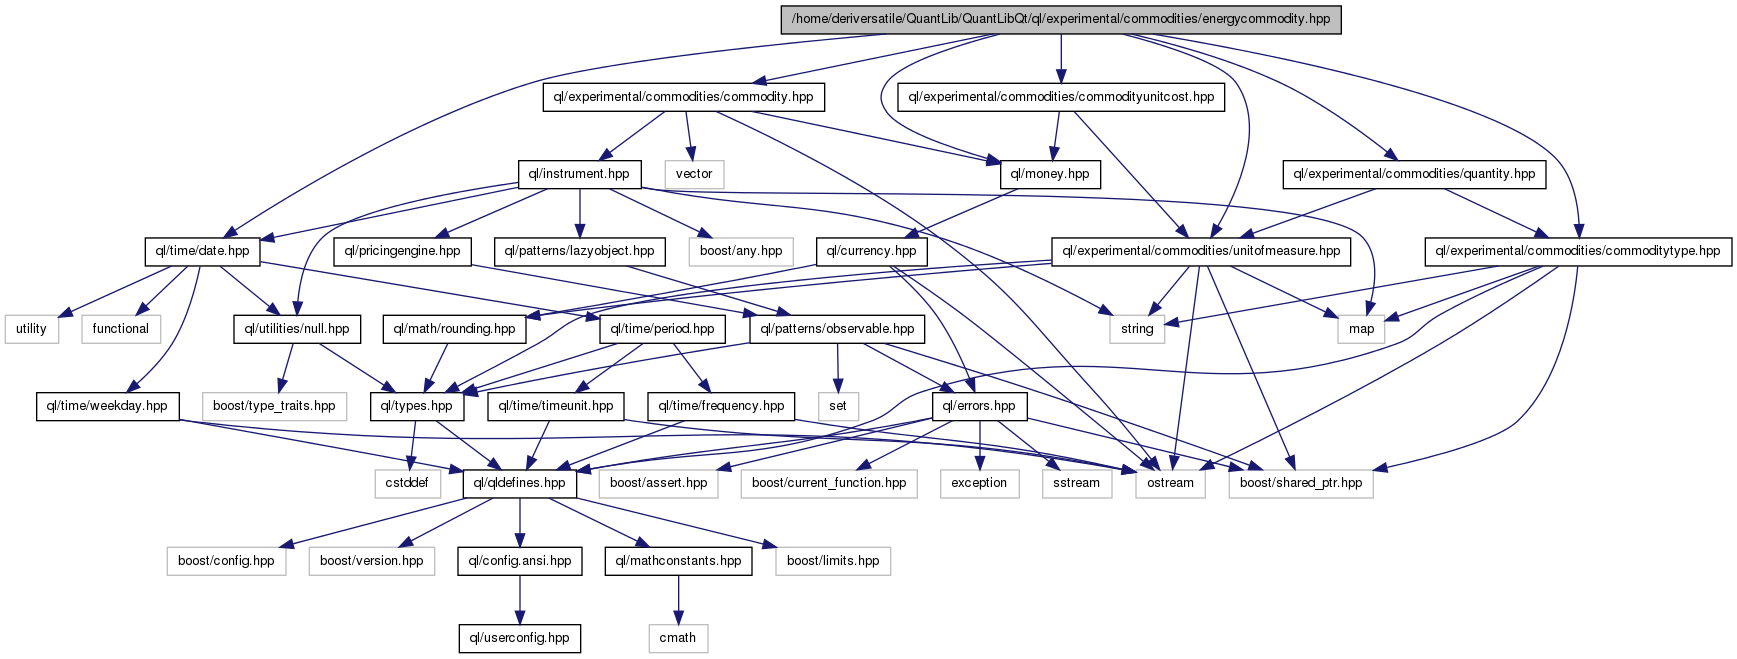 /home/deriversatile/QuantLib/QuantLibQt/ql/experimental/commodities/energycommodity.hpp
ql/experimental/commodities/commodity.hpp
ql/experimental/commodities/commodityunitcost.hpp
ql/instrument.hpp
vector
ql/money.hpp
ql/experimental/commodities/quantity.hpp
ql/time/date.hpp
ql/pricingengine.hpp
ql/patterns/lazyobject.hpp
boost/any.hpp
ql/currency.hpp
ql/experimental/commodities/unitofmeasure.hpp
ql/experimental/commodities/commoditytype.hpp
utility
functional
ql/utilities/null.hpp
ql/math/rounding.hpp
ql/time/period.hpp
ql/patterns/observable.hpp
string
map
ql/time/weekday.hpp
boost/type_traits.hpp
ql/types.hpp
ql/time/timeunit.hpp
ql/time/frequency.hpp
set
ql/errors.hpp
cstddef
ql/qldefines.hpp
boost/assert.hpp
boost/current_function.hpp
exception
sstream
ostream
boost/shared_ptr.hpp
boost/config.hpp
boost/version.hpp
ql/config.ansi.hpp
ql/mathconstants.hpp
boost/limits.hpp
ql/userconfig.hpp
cmath